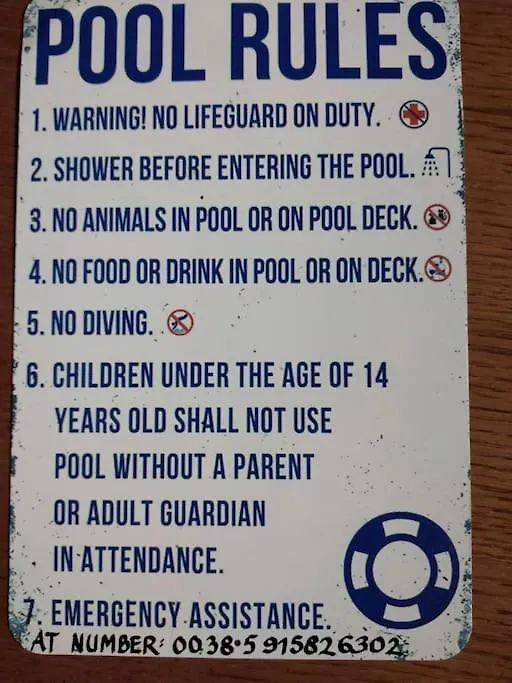 POOL RULES
1. WARNING! NO LIFEGUARD ON DUTY.
2. SHOWER BEFORE ENTERING THE POOL.
3. NO ANIMALS IN POOL OR ON POOL DECK.
4. NO FOOD OR DRINK IN POOL OR ON DECK.
5. NO DIVING.
6. CHILDREN UNDER THE AGE OF 14
YEARS OLD SHALL NOT USE
POOL WITHOUT A PARENT
OR ADULT GUARDIAN
IN ATTENDANCE.
7. EMERGENCY ASSISTANCE.
AT NUMBER: 0038·5915826302